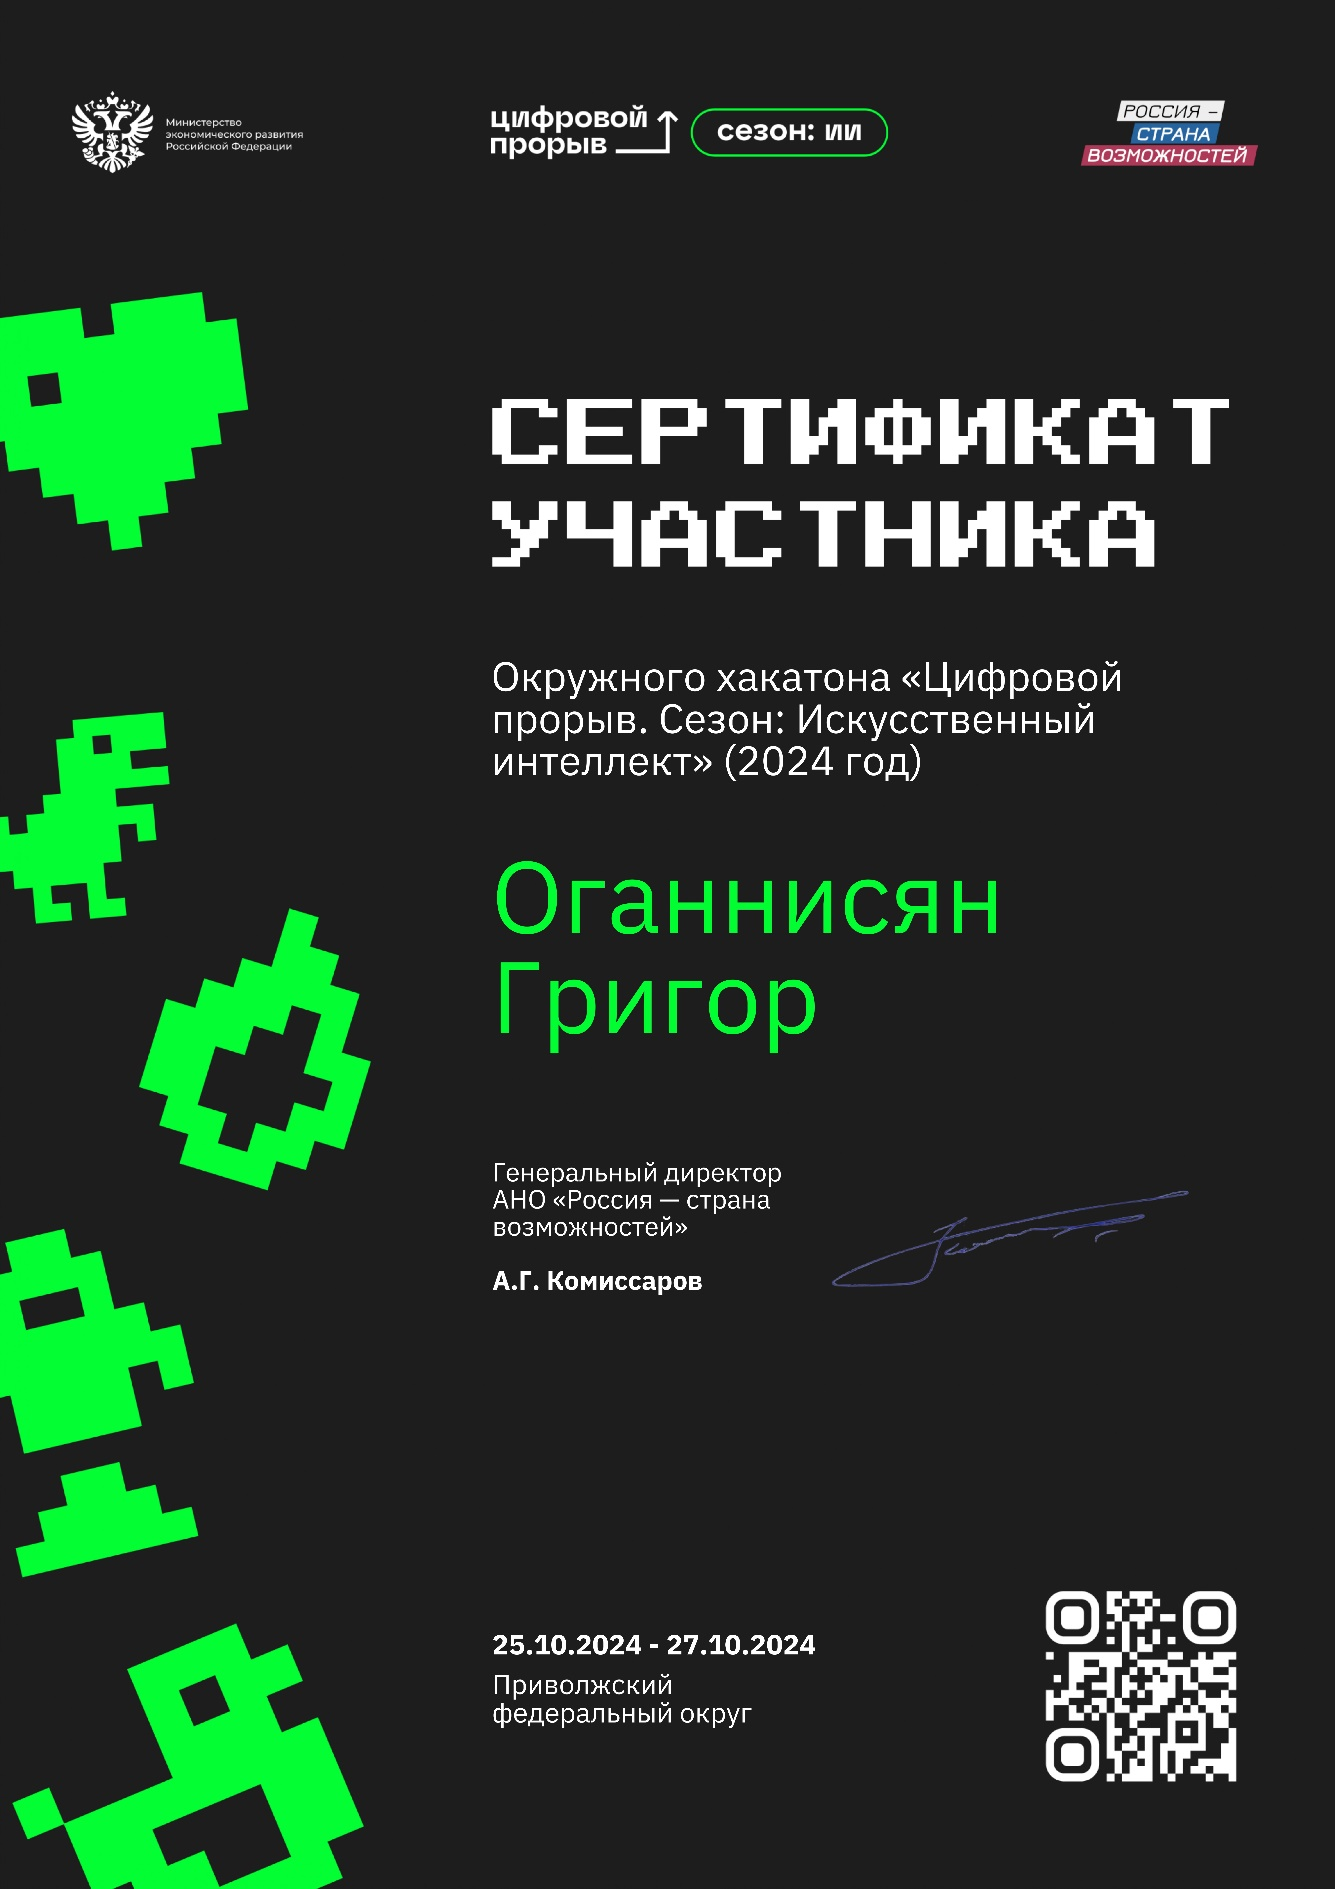 Министерство
экономического развития
Российской Федерации
цифровой
прорыв
сезон: ии
РОССИЯ –
СТРАНА
ВОЗМОЖНОСТЕЙ
СЕРТИФИКАТ
УЧАСТНИКА
Окружного хакатона «Цифровой
прорыв. Сезон: Искусственный
интеллект» (2024 год)
Оганнисян
Григор
Генеральный директор
АНО «Россия — страна
возможностей»
А.Г. Комиссаров
25.10.2024 - 27.10.2024
Приволжский
федеральный округ